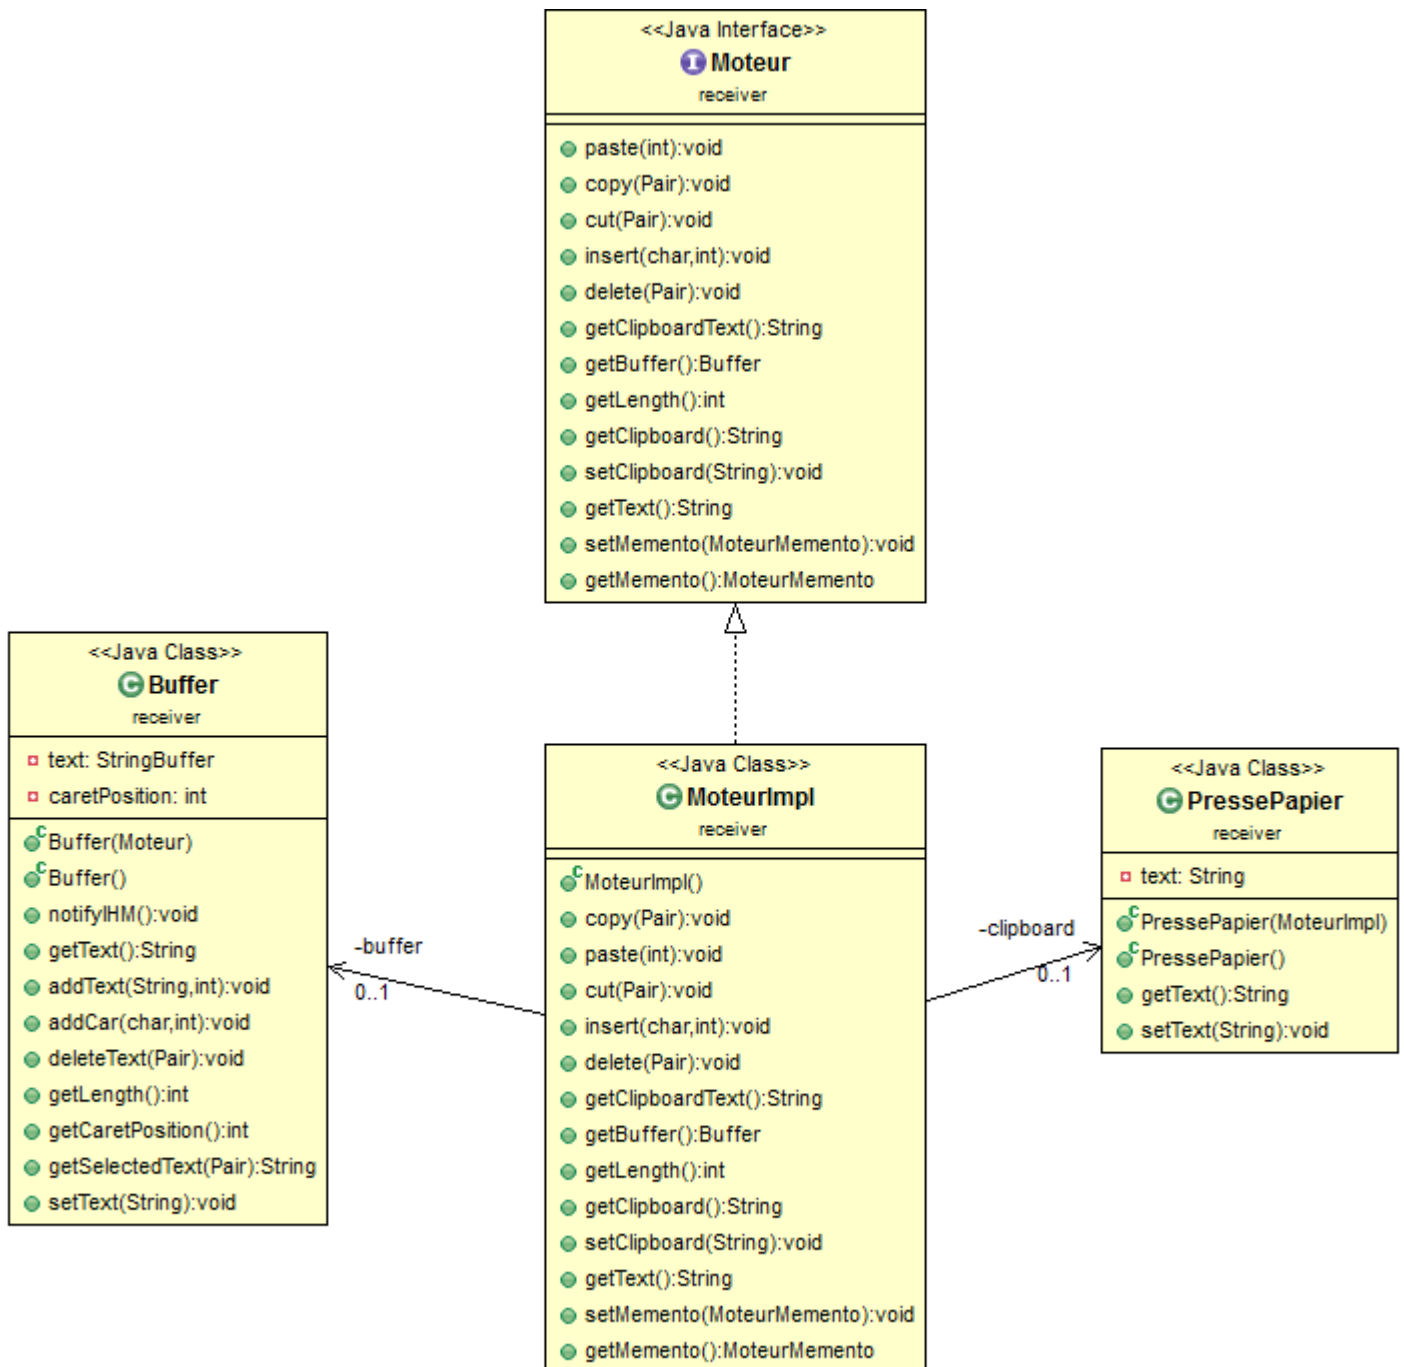 <<Java Interface>>
Moteur
receiver
paste(int):void
copy(Pair):void
cut(Pair):void
insert(char,int):void
delete(Pair):void
getClipboardText():String
getBuffer():Buffer
getLength():int
getClipboard():String
setClipboard(String):void
getText():String
setMemento(MoteurMemento):void
getMemento():MoteurMemento
<<Java Class>>
Buffer
receiver
text: StringBuffer
caretPosition: int
Buffer(Moteur)
Buffer()
notifyIHM():void
getText():String
addText(String,int):void
addCar(char,int):void
deleteText(Pair):void
getLength():int
getCaretPosition():int
getSelectedText(Pair):String
setText(String):void
-buffer
0..1
<<Java Class>>
MoteurImpl
receiver
MoteurImpl()
copy(Pair):void
paste(int):void
cut(Pair):void
insert(char,int):void
delete(Pair):void
getClipboardText():String
getBuffer():Buffer
getLength():int
getClipboard():String
setClipboard(String):void
getText():String
setMemento(MoteurMemento):void
getMemento():MoteurMemento
-clipboard
0..1
<<Java Class>>
PressePapier
receiver
text: String
PressePapier(MoteurImpl)
PressePapier()
getText():String
setText(String):void